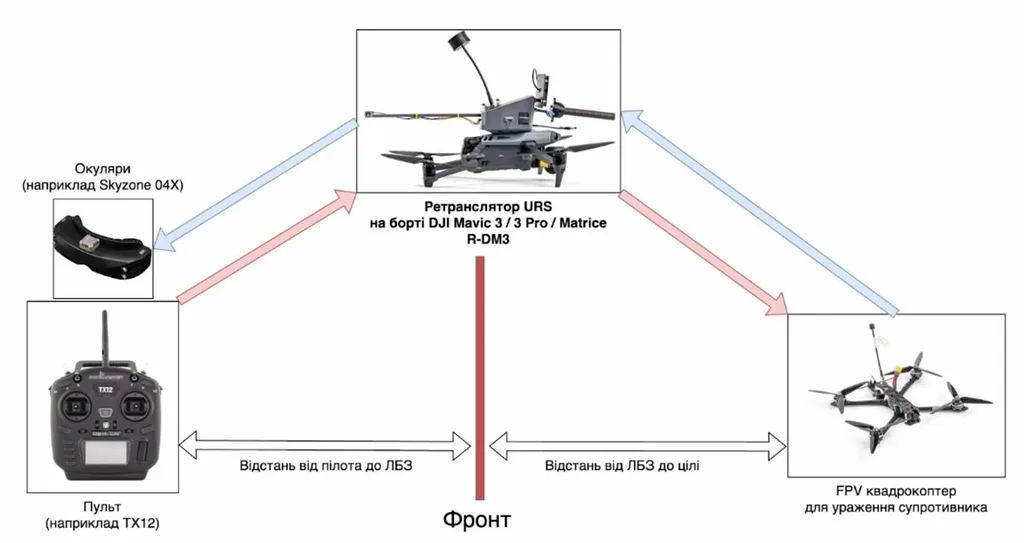 Окуляри
(наприклад Skyzone 04X)
Ретранслятор URS
на борті DJI Mavic 3 / 3 Pro / Matrice
R-DM3
TX12
Відстань від пілота до ЛБЗ
Відстань від ЛБЗ до цілі
Пульт
(наприклад TX12)
Фронт
FPV квадрокоптер
для ураження супротивника